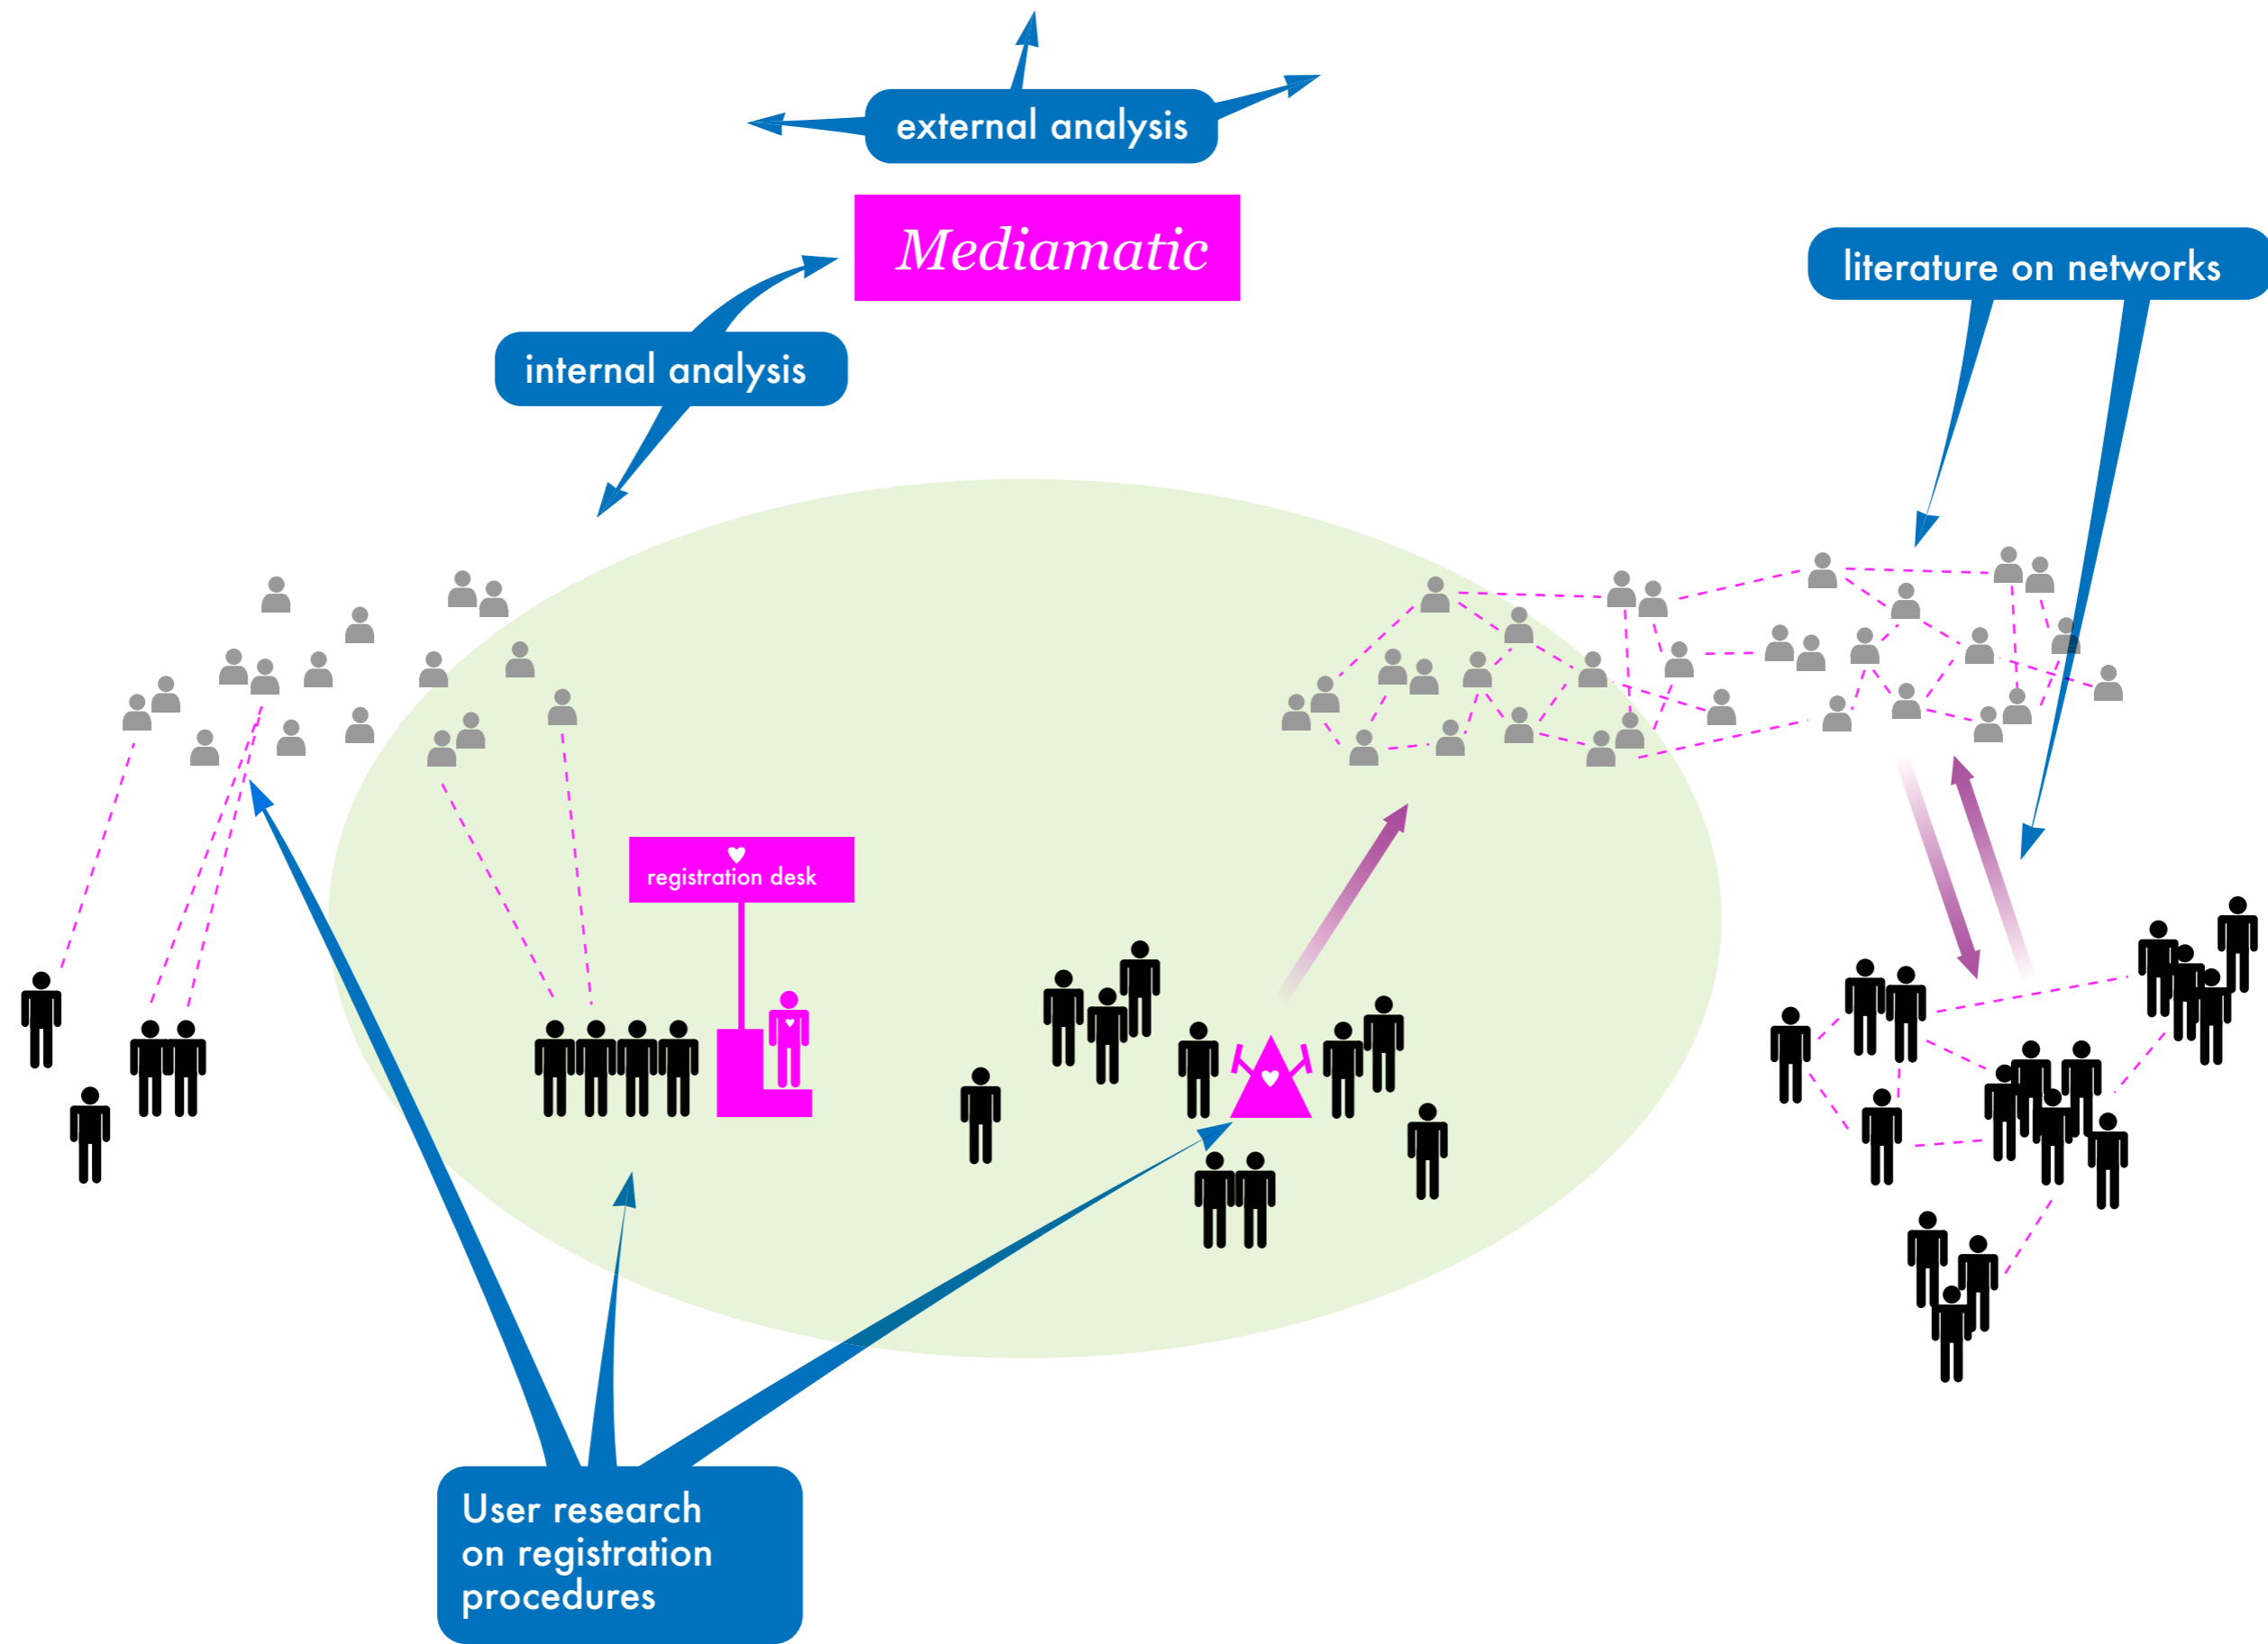 external analysis
Mediamatic
literature on networks
internal analysis
registration desk
User research
on registration
procedures